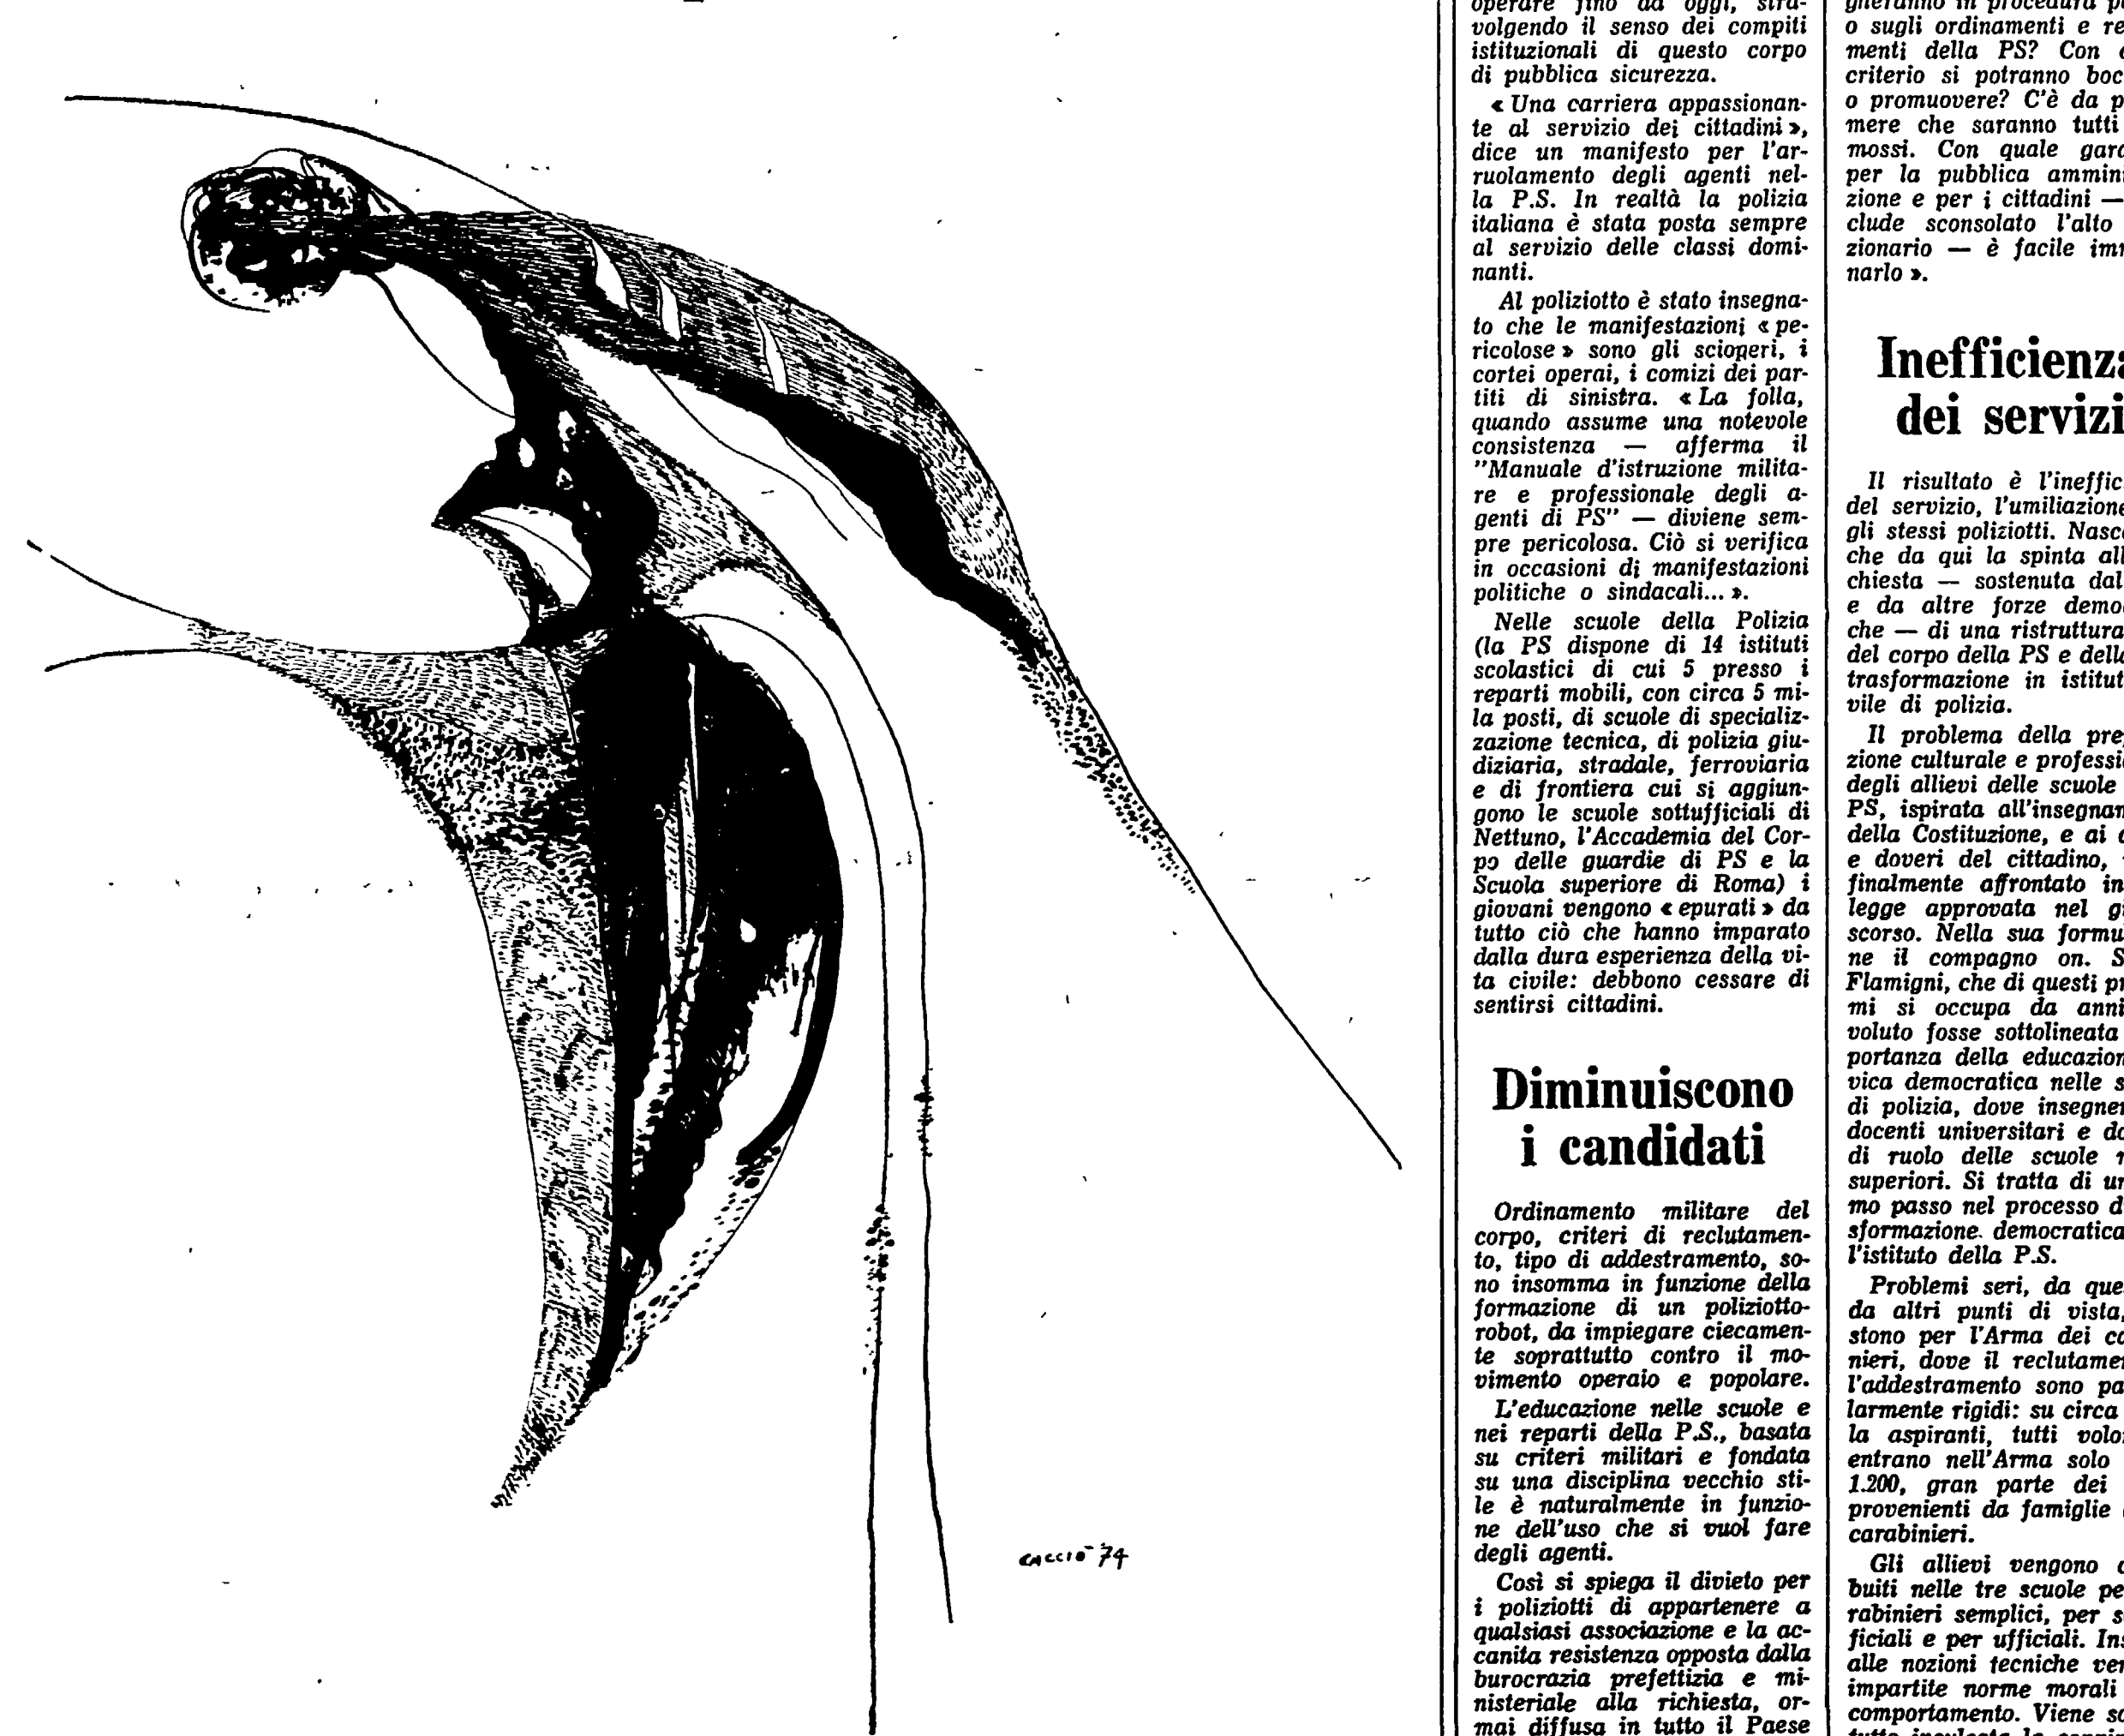 caccio '74
volgendo il senso dei compiti
istituzionali di questo corpo
di pubblica sicurezza.
« Una carriera appassionan-
te al servizio dei cittadini »,
dice un manifesto per l'ar-
ruolamento degli agenti nel-
la P.S. In realtà la polizia
italiana è stata posta sempre
al servizio delle classi domi-
nanti.
Al poliziotto è stato insegna-
to che le manifestazioni « pe-
ricolose » sono gli scioperi, i
cortei operai, i comizi dei par-
titi di sinistra. « La folla,
quando assume una notevole
consistenza — afferma il
"Manuale d'istruzione milita-
re e professionale degli a-
genti di PS" — diviene sem-
pre pericolosa. Ciò si verifica
in occasioni di manifestazioni
politiche o sindacali... ».
Nelle scuole della Polizia
(la PS dispone di 14 istituti
scolastici di cui 5 presso i
reparti mobili, con circa 5 mi-
la posti, di scuole di specializ-
zazione tecnica, di polizia giu-
diziaria, stradale, ferroviaria
e di frontiera cui si aggiun-
gono le scuole sottufficiali di
Nettuno, l'Accademia del Cor-
po delle guardie di PS e la
Scuola superiore di Roma) i
giovani vengono « epurati » da
tutto ciò che hanno imparato
dalla dura esperienza della vi-
ta civile: debbono cessare di
sentirsi cittadini.
Diminuiscono
i candidati
Ordinamento militare del
corpo, criteri di reclutamen-
to, tipo di addestramento, so-
no insomma in funzione della
formazione di un poliziotto-
robot, da impiegare ciecamen-
te soprattutto contro il mo-
vimento operaio e popolare.
L'educazione nelle scuole e
nei reparti della P.S., basata
su criteri militari e fondata
su una disciplina vecchio sti-
le è naturalmente in funzio-
ne dell'uso che si vuol fare
degli agenti.
Così si spiega il divieto per
i poliziotti di appartenere a
qualsiasi associazione e la ac-
canita resistenza opposta dalla
burocrazia prefettizia e mi-
nisteriale alla richiesta, or-
mai diffusa in tutto il Paese
o sugli ordinamenti e re
menti della PS? Con
criterio si potranno boc
o promuovere? C'è da p
mere che saranno tutti
mossi. Con quale gara
per la pubblica ammini
zione e per i cittadini —
clude sconsolato l'alto
zionario — è facile imm
narlo ».
Inefficienza
dei servizi
Il risultato è l'ineffic
del servizio, l'umiliazione
gli stessi poliziotti. Nasc
che da qui la spinta all
chiesta — sostenuta dal
e da altre forze demo
che — di una ristruttura
del corpo della PS e della
trasformazione in istitut
vile di polizia.
Il problema della pre
zione culturale e professi
degli allievi delle scuole
PS, ispirata all'insegnan
della Costituzione, e ai
e doveri del cittadino,
finalmente affrontato in
legge approvata nel gi
scorso. Nella sua formu
ne il compagno on. S
Flamigni, che di questi pr
mi si occupa da anni
voluto fosse sottolineata
portanza della educazion
vica democratica nelle s
di polizia, dove insegner
docenti universitari e do
di ruolo delle scuole
superiori. Si tratta di un
mo passo nel processo d
sformazione democratica
l'istituto della P.S.
Problemi seri, da que
da altri punti di vista,
stono per l'Arma dei ca
nieri, dove il reclutame
l'addestramento sono pa
larmente rigidi: su circa
la aspiranti, tutti volo
entrano nell'Arma solo
1.200, gran parte dei
provenienti da famiglie
carabinieri.
Gli allievi vengono
buiti nelle tre scuole pe
rabinieri semplici, per s
ficiali e per ufficiali. Ins
alle nozioni tecniche ven
impartite norme morali
comportamento. Viene so